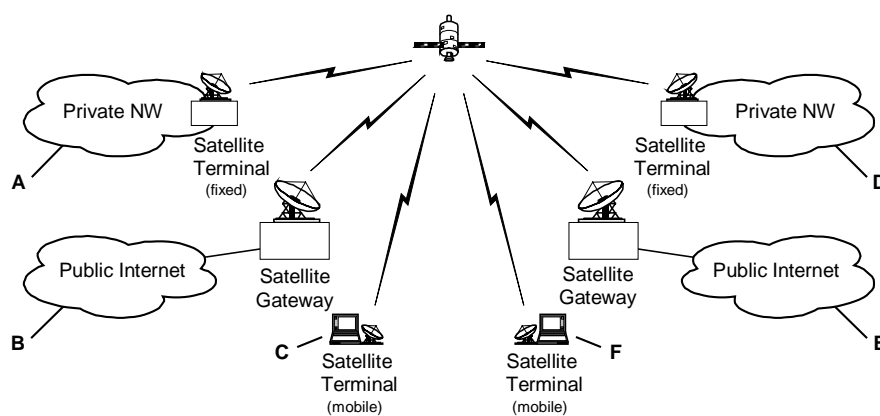 Private NW
Satellite
Terminal
(fixed)
A
Private NW
Satellite
Terminal
(fixed)
D
Public Internet
Satellite
Gateway
B
Public Internet
Satellite
Gateway
E
C
Satellite
Terminal
(mobile)
F
Satellite
Terminal
(mobile)